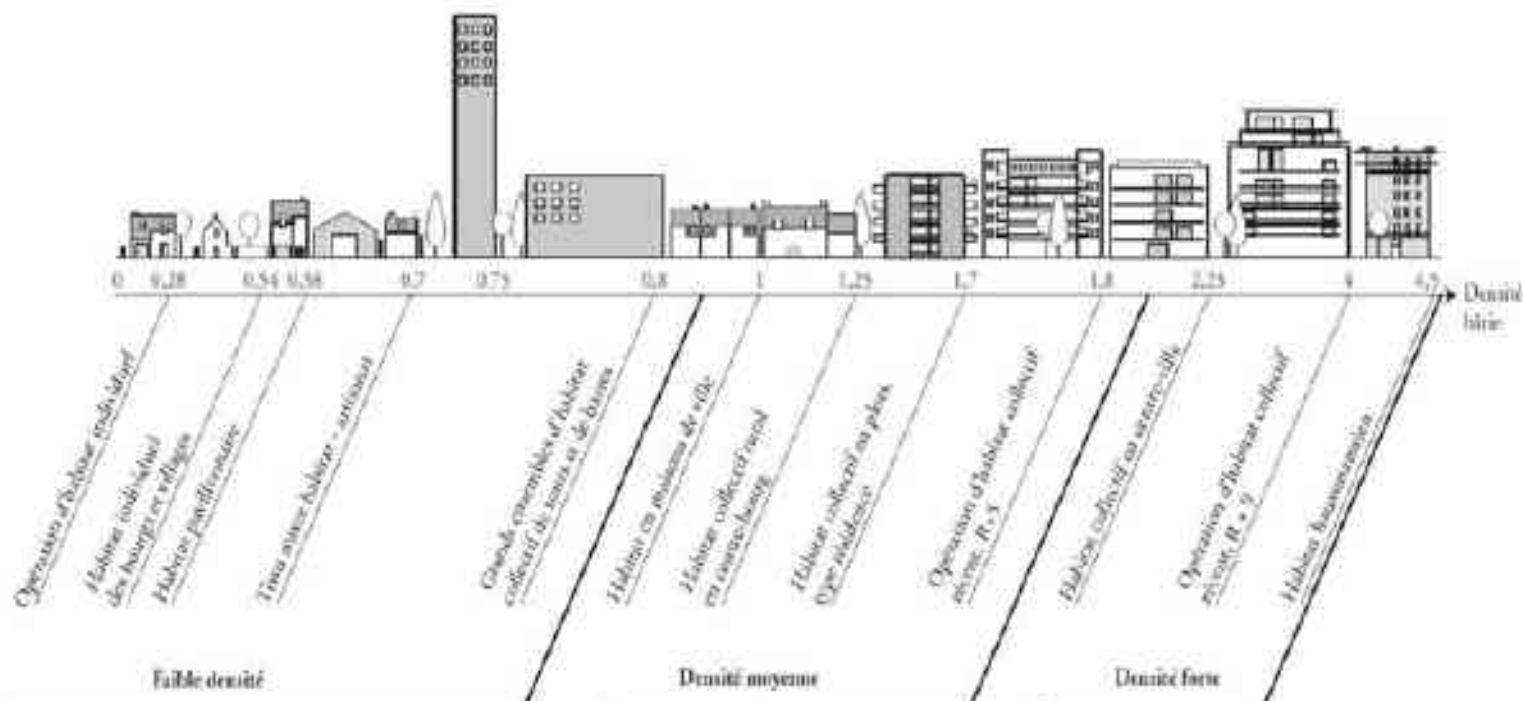 0 0,28 0,54 0,58 0,7 0,75 0,8 1 1,25 1,7 1,8 2,25 4 4,5
Densité
bâtie
Opération d'habitat individuel
Habitat individuel
des bourgs et villages
Habitat pavillonnaire
Tissu mixte habitat - artisanat
Grands ensembles d'habitat
collectif de tours et de barres
Habitat en maisons de ville
Habitat collectif rural
en centre-bourg
Habitat collectif en plots,
type résidence
Opération d'habitat collectif
récent, R + 5
Habitat collectif en centre-ville
Opération d'habitat collectif
récent, R + 9
Habitat haussmannien
Faible densité
Densité moyenne
Densité forte